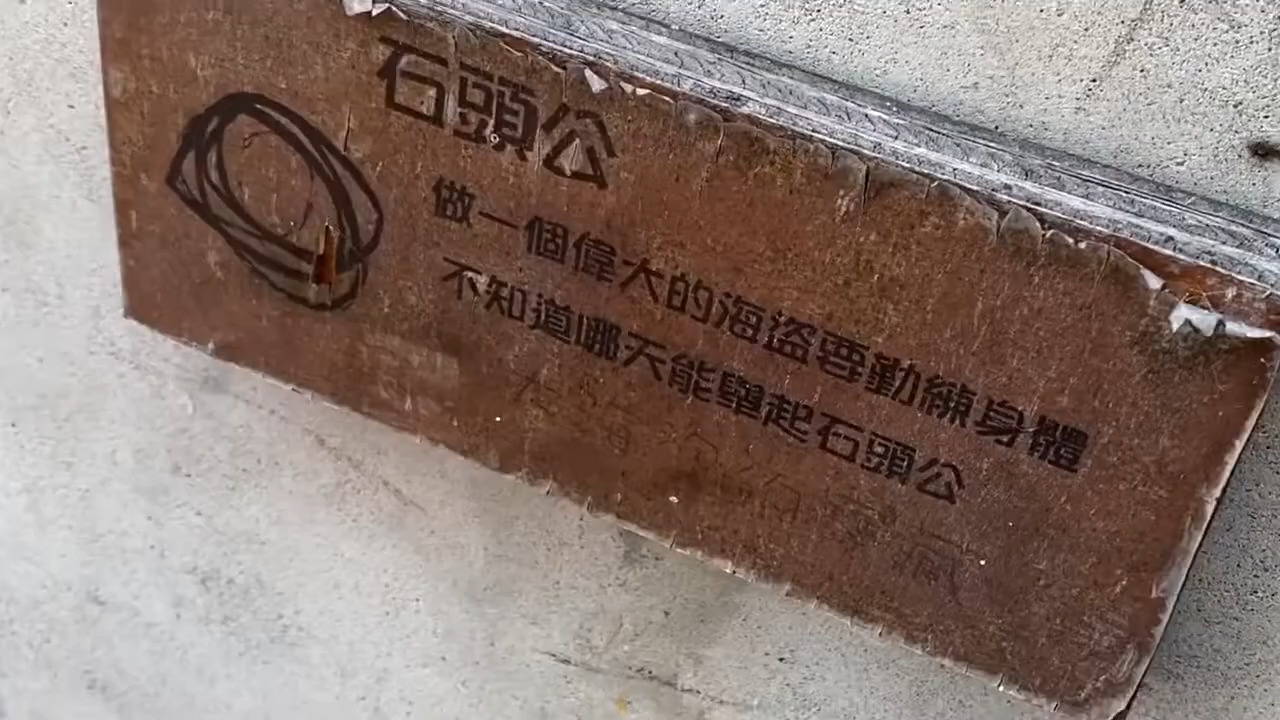 石頭公
做一個偉大的海盜要勤練身體
不知道哪天能舉起石頭公